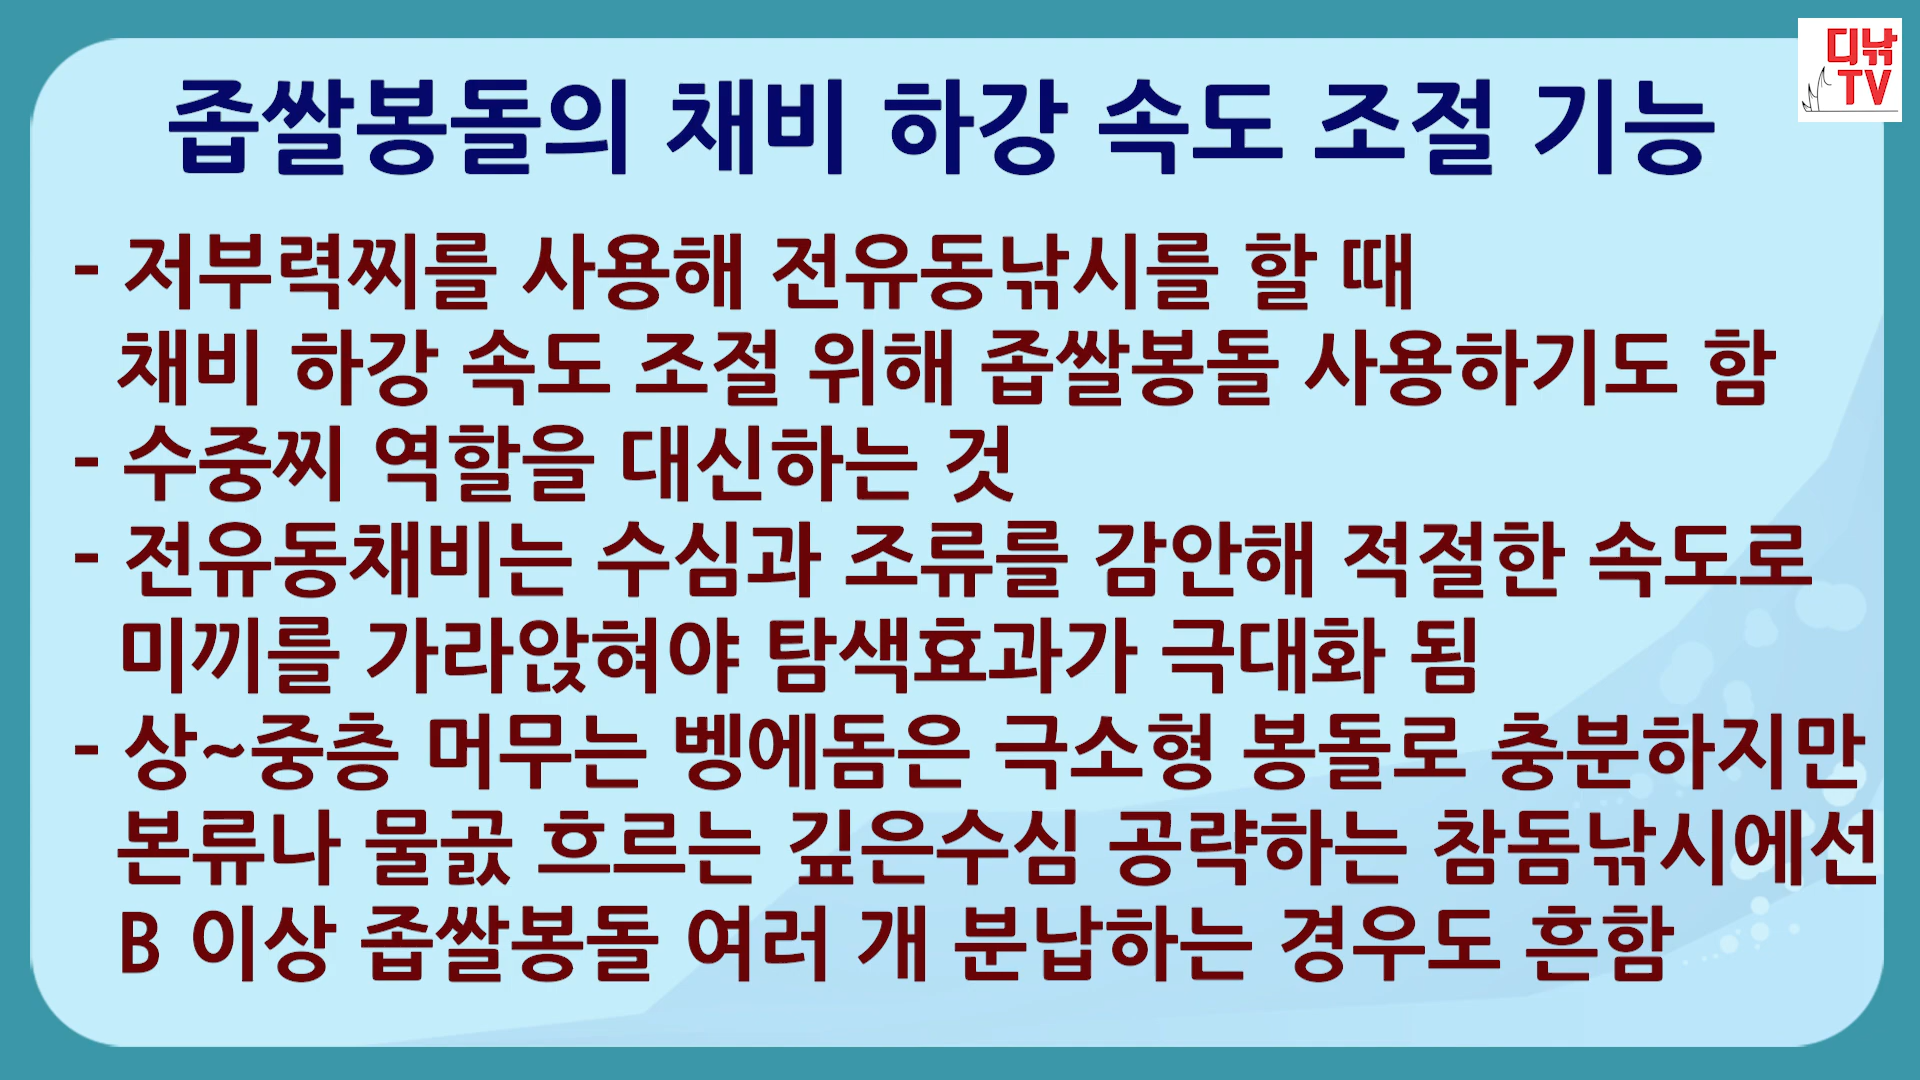 좁쌀봉돌의 채비 하강 속도 조절 기능
디낚
TV
- 저부력찌를 사용해 전유동낚시를 할 때
채비 하강 속도 조절 위해 좁쌀봉돌 사용하기도 함
- 수중찌 역할을 대신하는 것
- 전유동채비는 수심과 조류를 감안해 적절한 속도로
미끼를 가라앉혀야 탐색효과가 극대화 됨
- 상~중층 머무는 벵에돔은 극소형 봉돌로 충분하지만
본류나 물곬 흐르는 깊은수심 공략하는 참돔낚시에선
B 이상 좁쌀봉돌 여러 개 분납하는 경우도 흔함